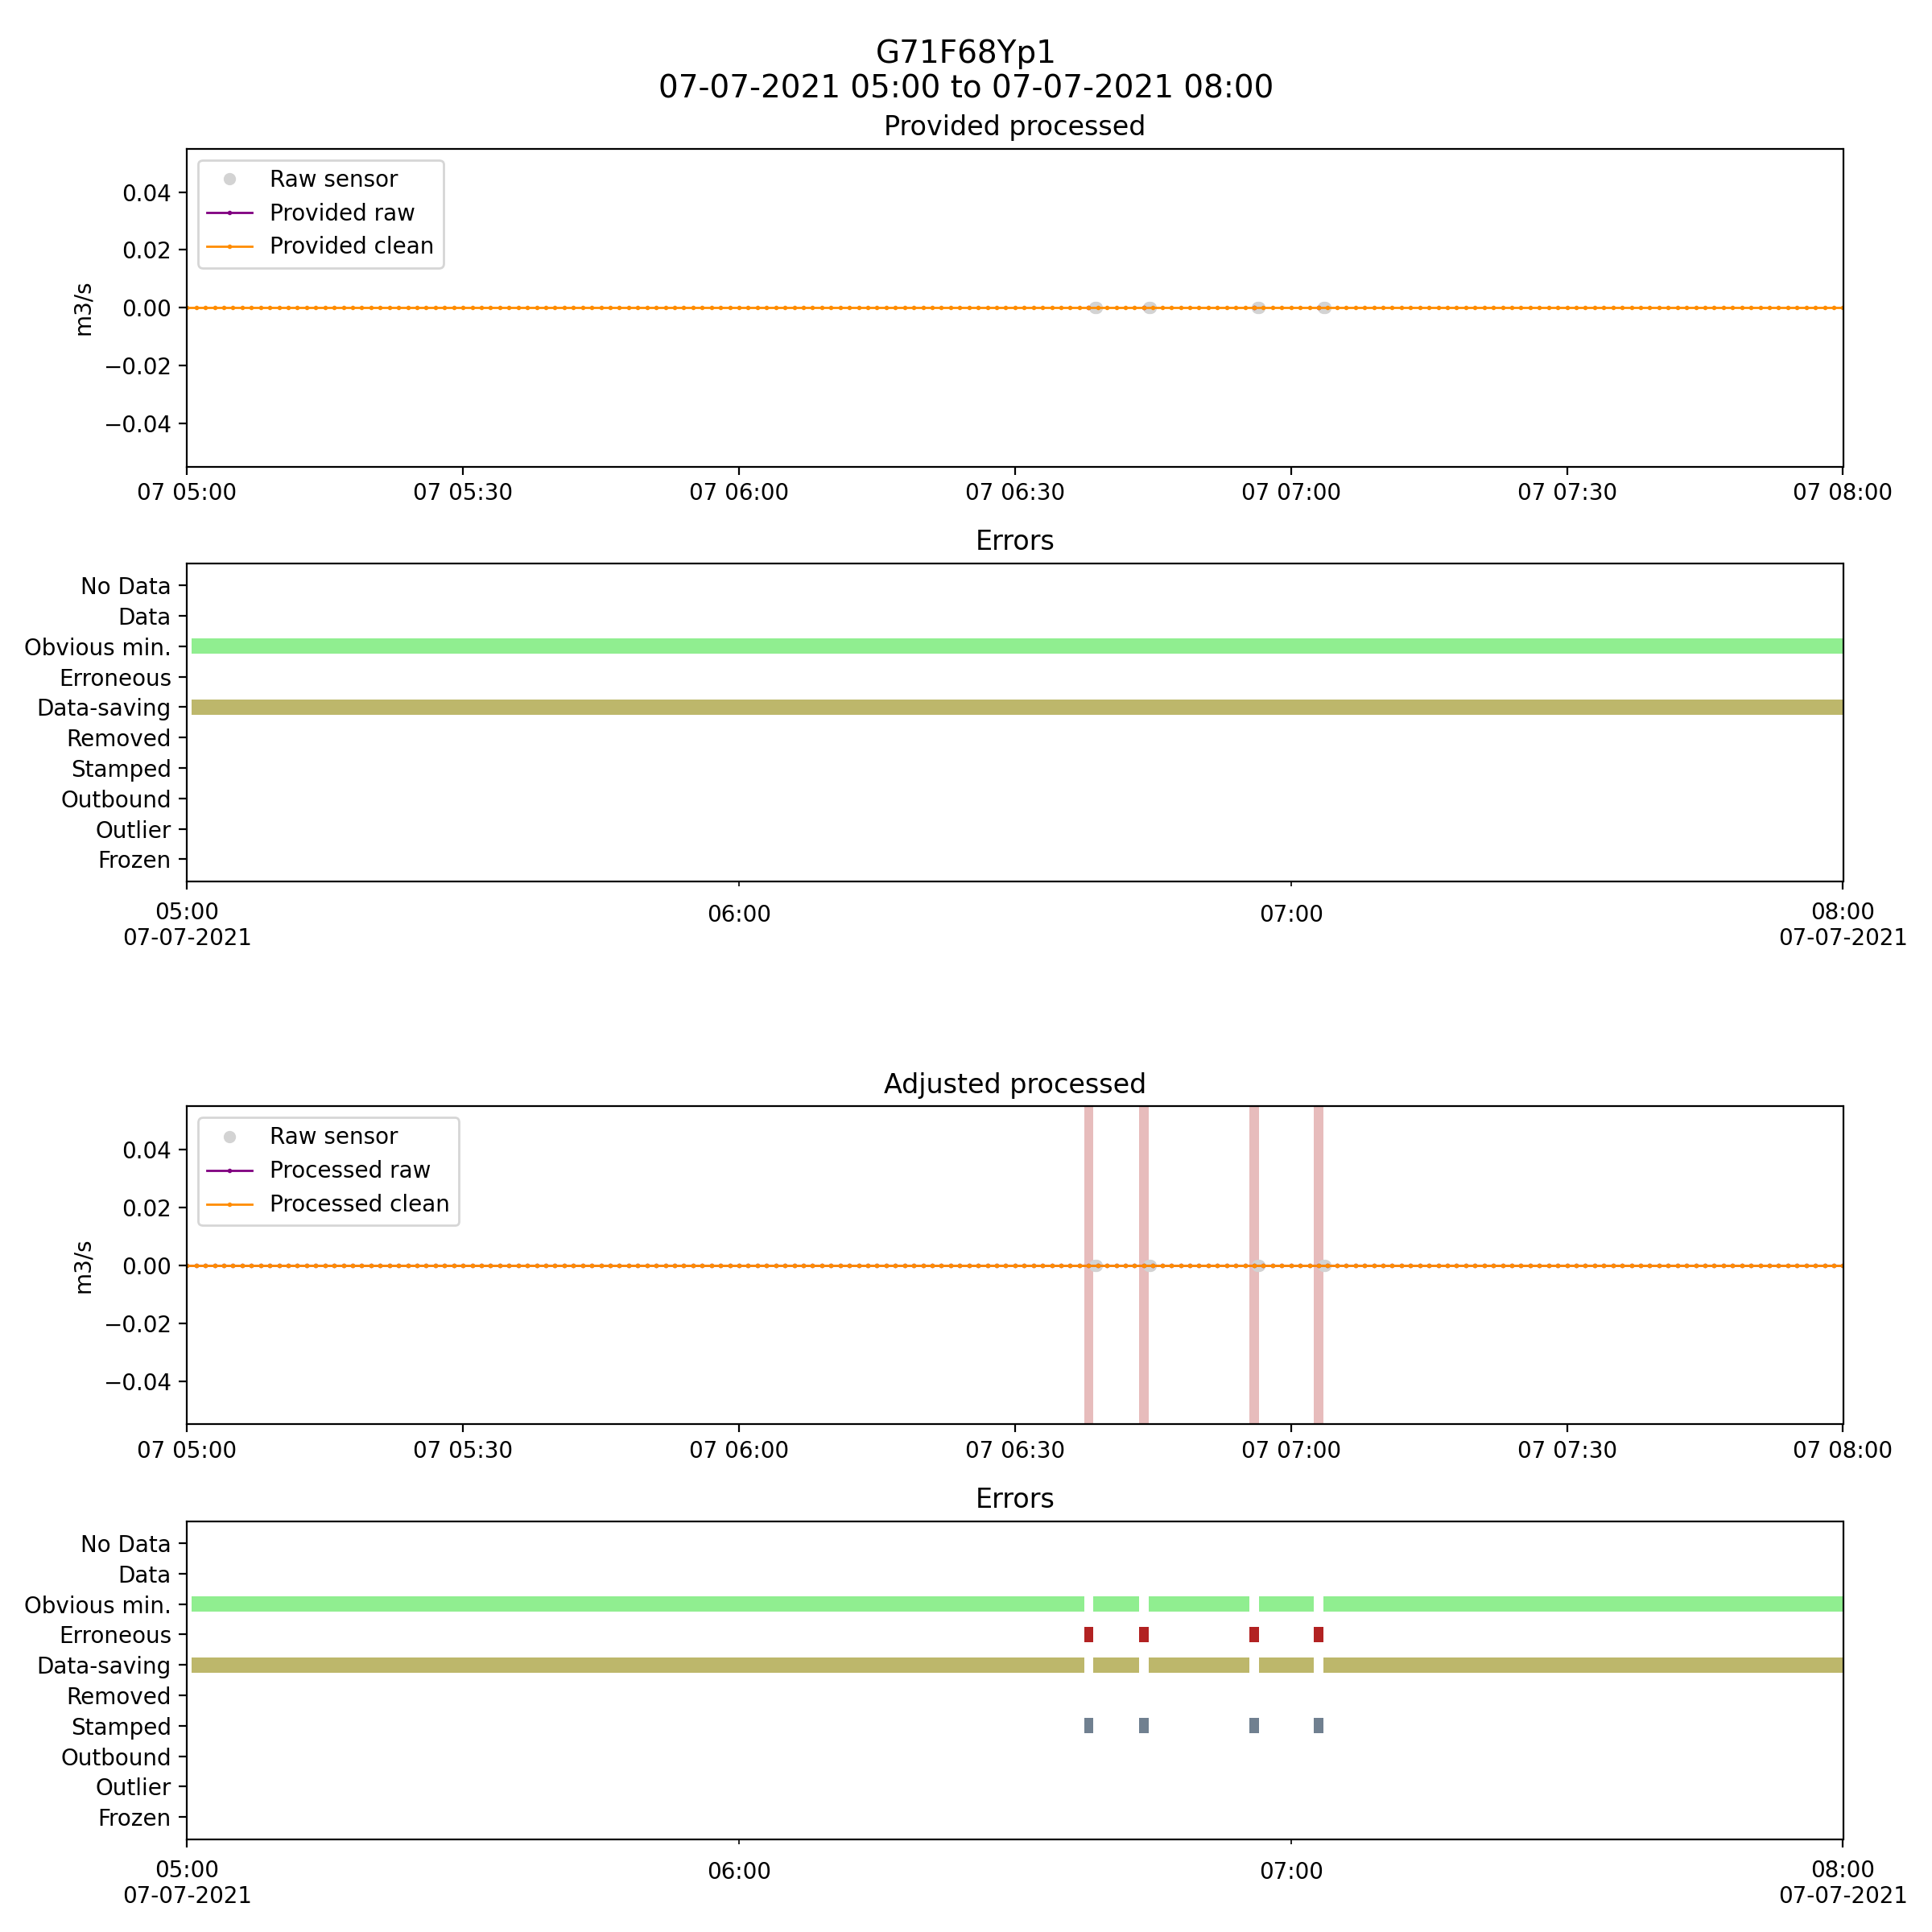 G71F68Yp1
07-07-2021 05:00 to 07-07-2021 08:00
Provided processed
Raw sensor
Provided raw
Provided clean
m3/s
0.04
0.02
0.00
−0.02
−0.04
07 05:00 07 05:30 07 06:00 07 06:30 07 07:00 07 07:30 07 08:00
Errors
No Data
Data
Obvious min.
Erroneous
Data-saving
Removed
Stamped
Outbound
Outlier
Frozen
05:00 06:00 07:00 08:00
07-07-2021 07-07-2021
Adjusted processed
Raw sensor
Processed raw
Processed clean
m3/s
0.04
0.02
0.00
−0.02
−0.04
07 05:00 07 05:30 07 06:00 07 06:30 07 07:00 07 07:30 07 08:00
Errors
No Data
Data
Obvious min.
Erroneous
Data-saving
Removed
Stamped
Outbound
Outlier
Frozen
05:00 06:00 07:00 08:00
07-07-2021 07-07-2021